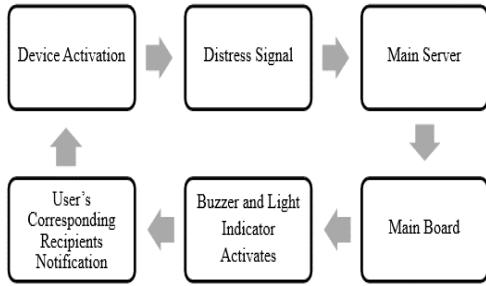 Device Activation
Distress Signal
Main Server
User's
Corresponding
Recipients
Notification
Buzzer and Light
Indicator
Activates
Main Board